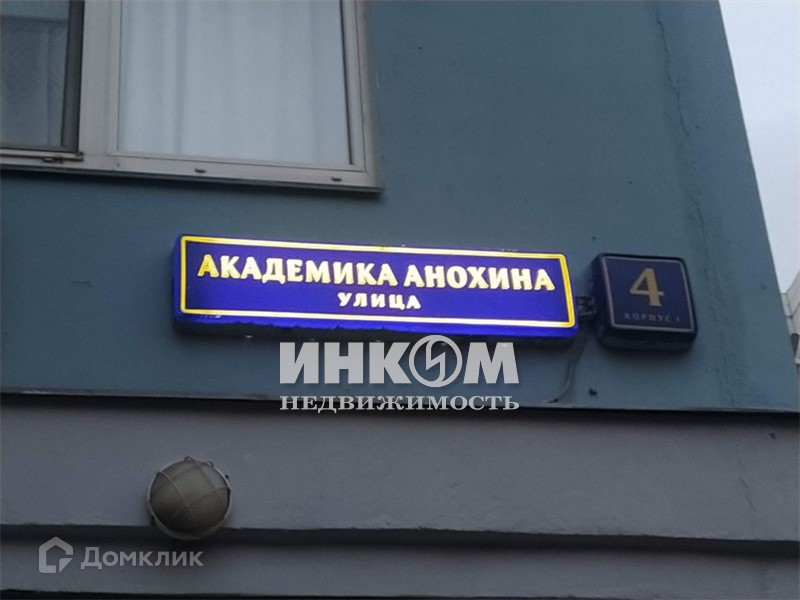 АКАДЕМИКА АНОХИНА
УЛИЦА
4
КОРПУС 1
ИНКОМ
НЕДВИЖИМОСТЬ
Домклик